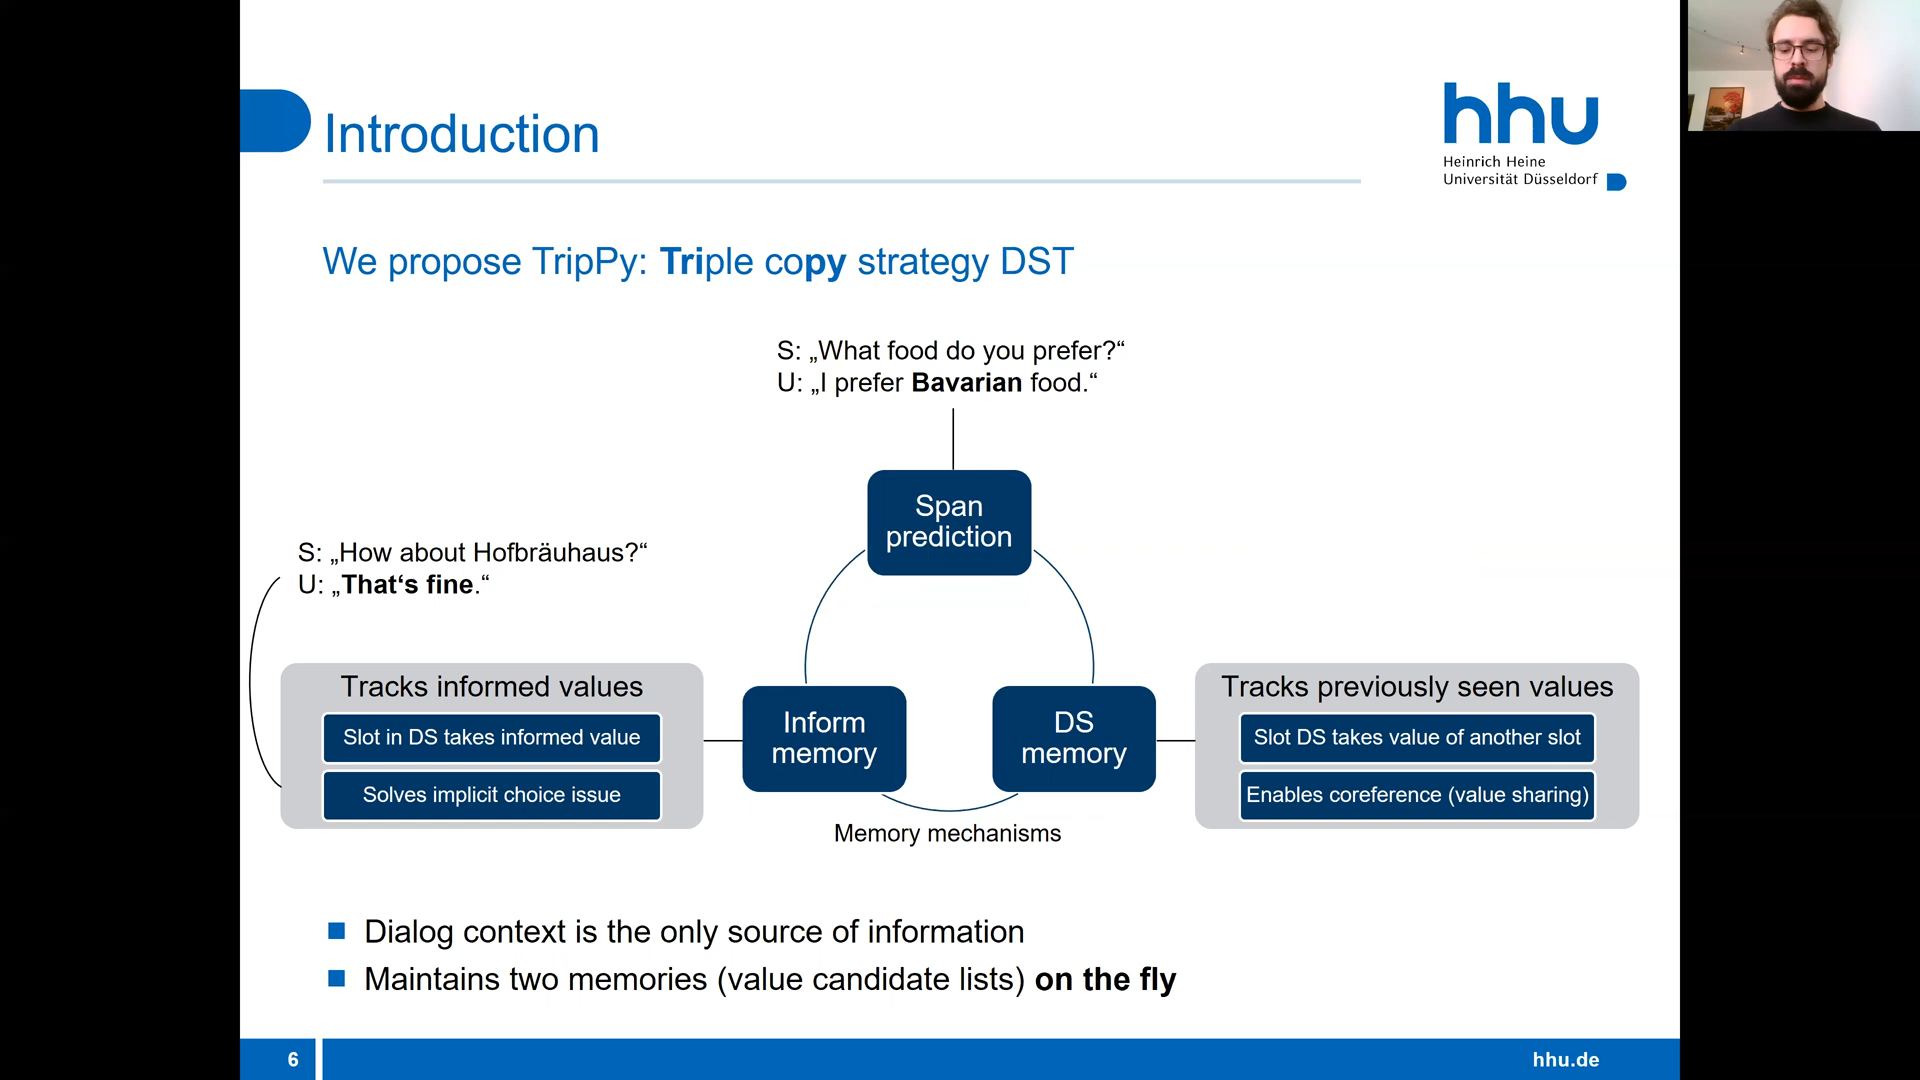 Introduction
hhu
Heinrich Heine
Universität Düsseldorf
We propose TripPy: Triple copy strategy DST
S: „What food do you prefer?“
U: „I prefer Bavarian food.“
Span
prediction
S: „How about Hofbräuhaus?“
U: „That‘s fine.“
Tracks informed values
Slot in DS takes informed value
Solves implicit choice issue
Inform
memory
DS
memory
Memory mechanisms
Tracks previously seen values
Slot DS takes value of another slot
Enables coreference (value sharing)
Dialog context is the only source of information
Maintains two memories (value candidate lists) on the fly
6
hhu.de